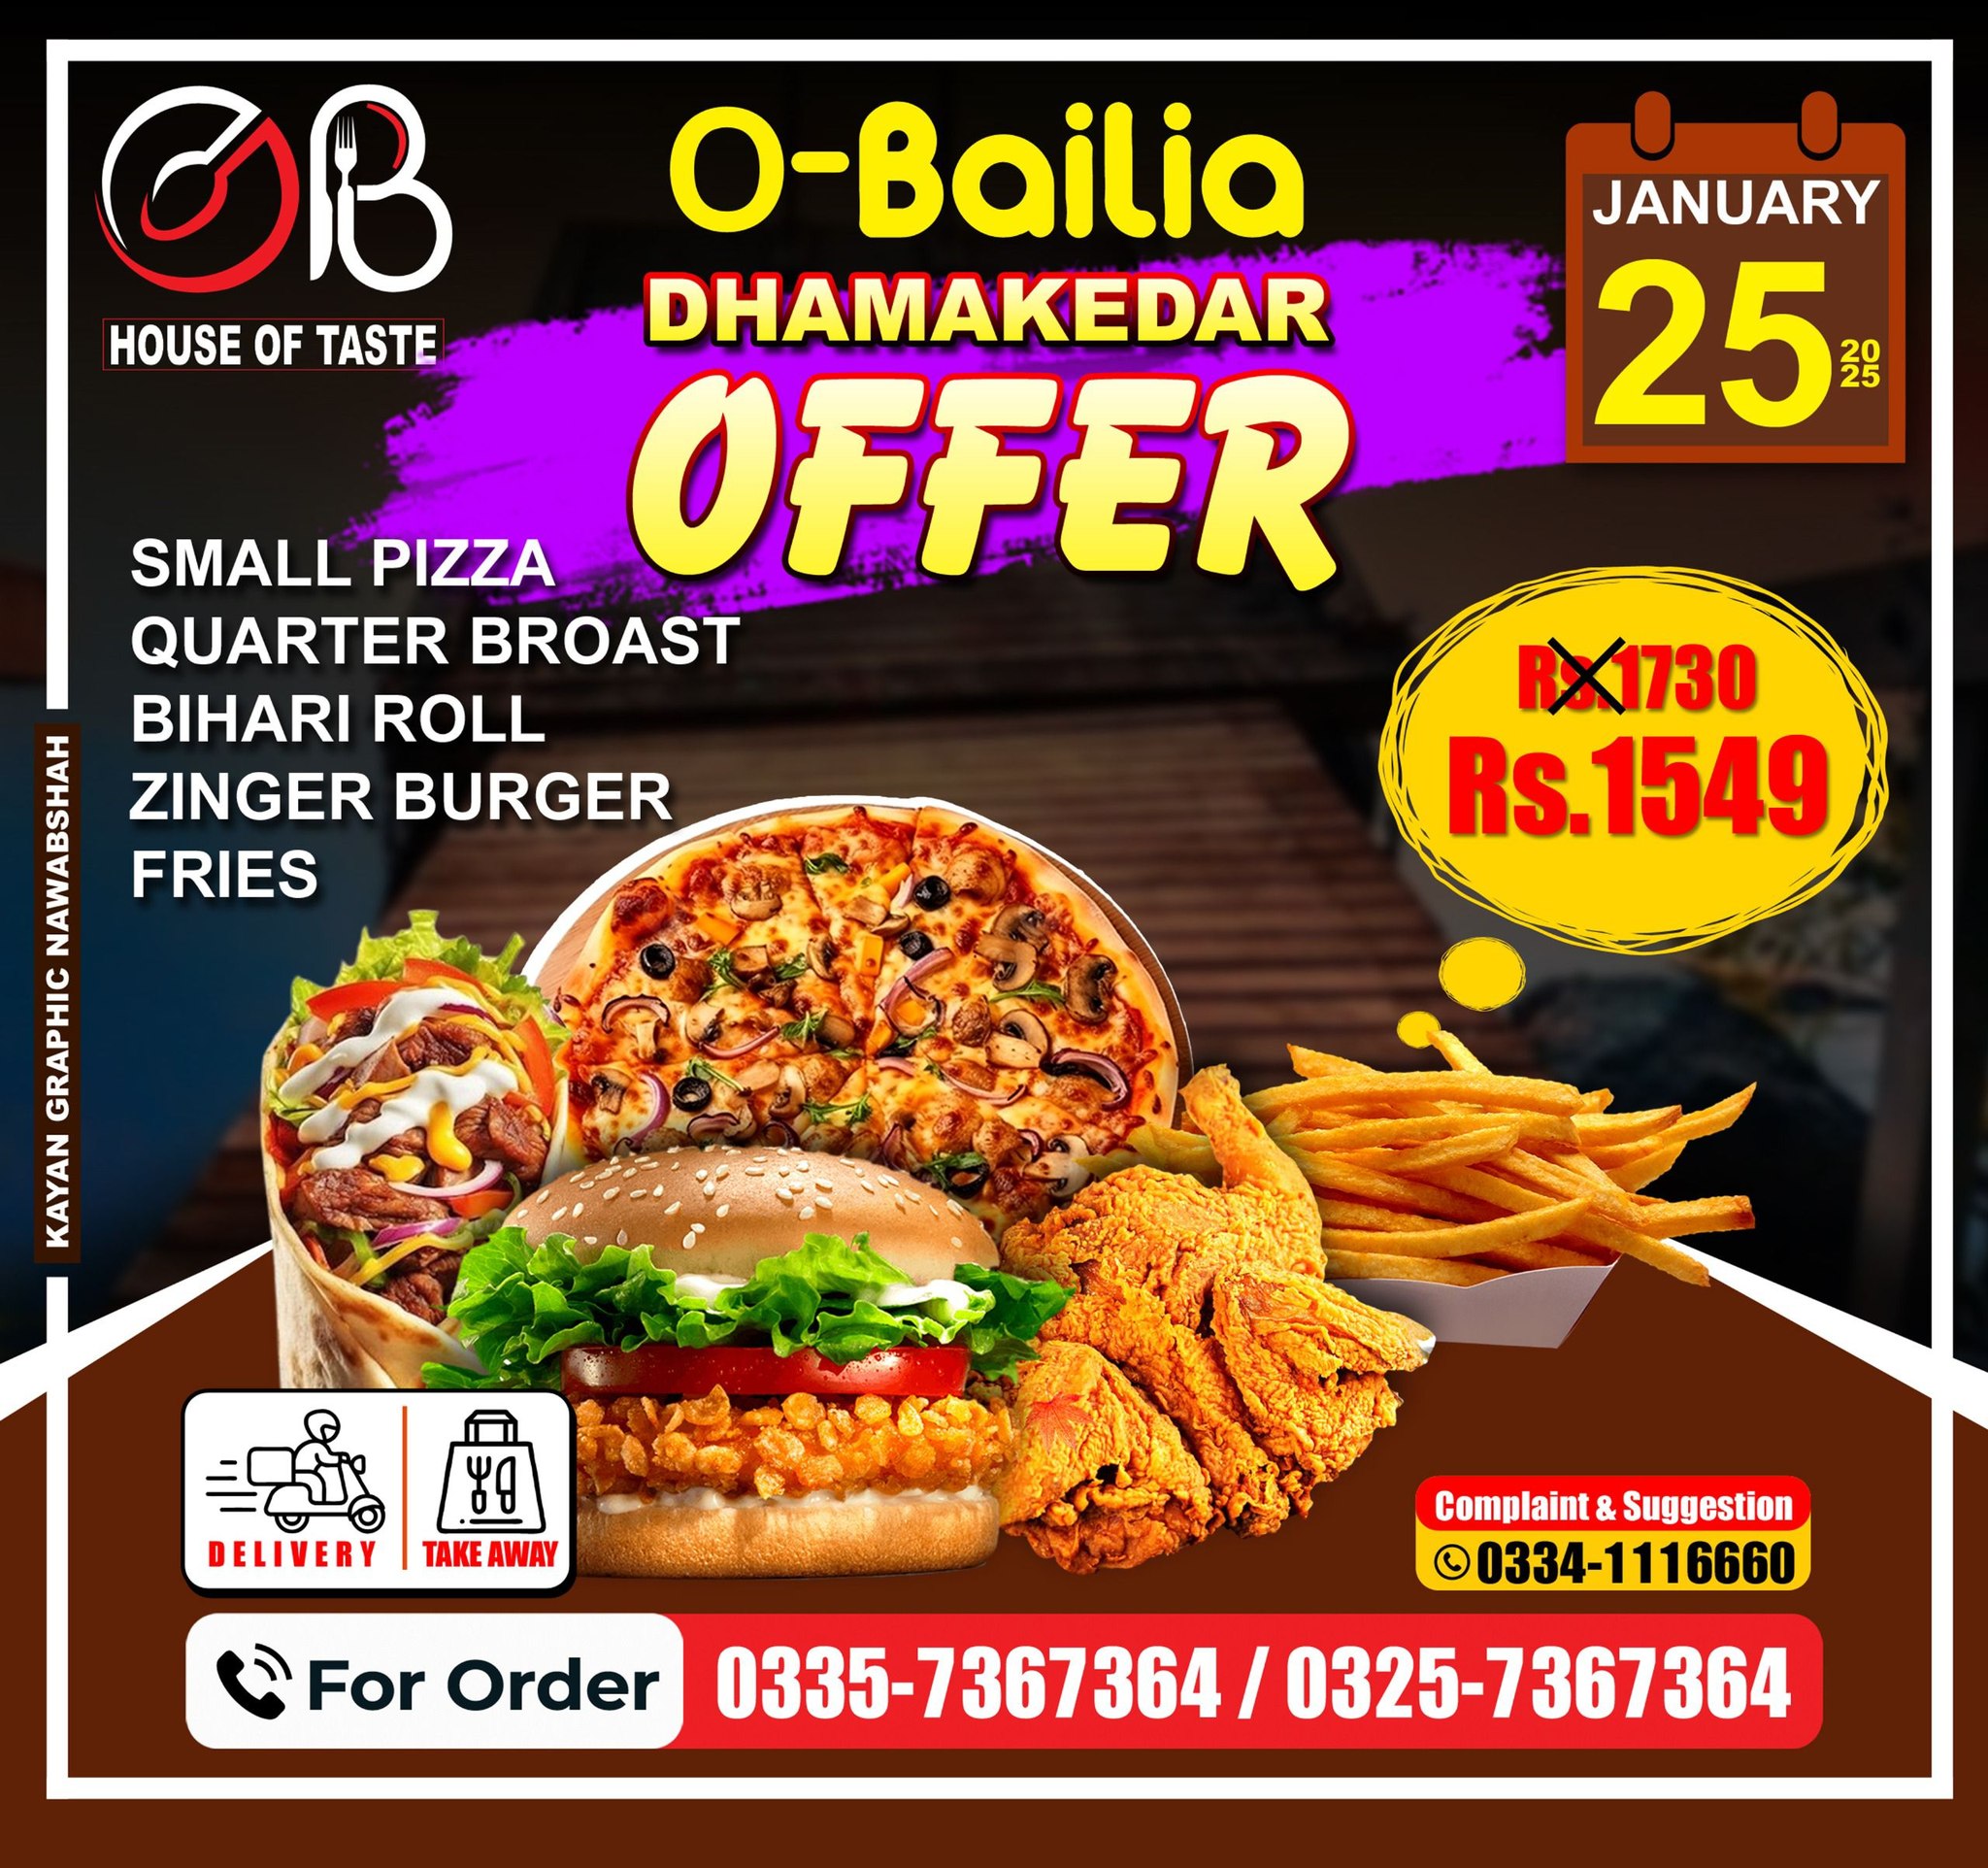 OB
HOUSE OF TASTE
O-Bailia
DHAMAKEDAR
OFFER
JANUARY
25
20
25
SMALL PIZZA
QUARTER BROAST
BIHARI ROLL
ZINGER BURGER
FRIES
Rs.1730
Rs.1549
KAYAN GRAPHIC NAWABSHAH
DELIVERY
TAKE AWAY
Complaint & Suggestion
0334-1116660
For Order
0335-7367364 / 0325-7367364